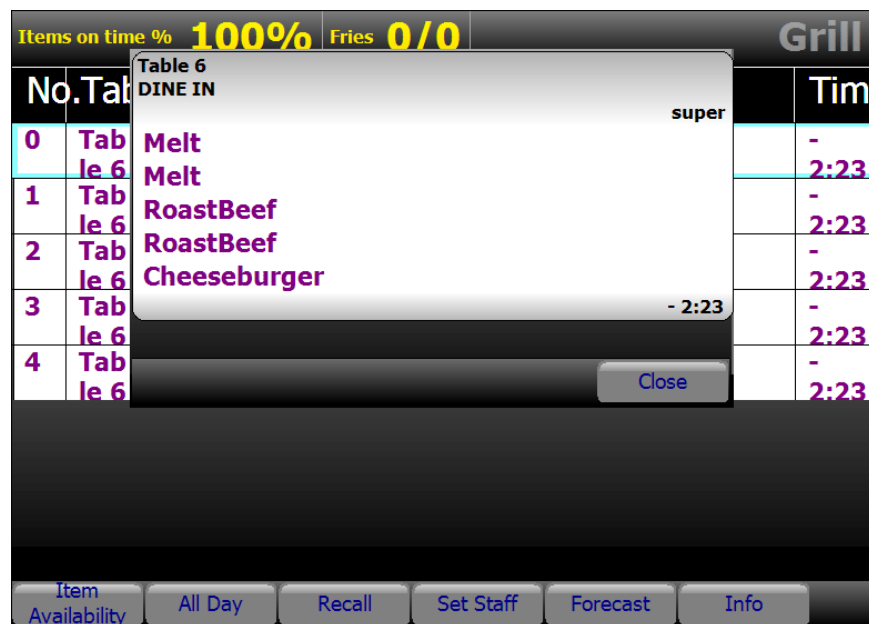 Items on time % 100% Fries 0/0 Grill
Table 6
DINE IN
super
Melt
Melt
RoastBeef
RoastBeef
Cheeseburger
- 2:23
Close
No. Tab Tim
0 Tab -
le 6 2:23
1 Tab -
le 6 2:23
2 Tab -
le 6 2:23
3 Tab -
le 6 2:23
4 Tab -
le 6 2:23
Item
Availability
All Day
Recall
Set Staff
Forecast
Info